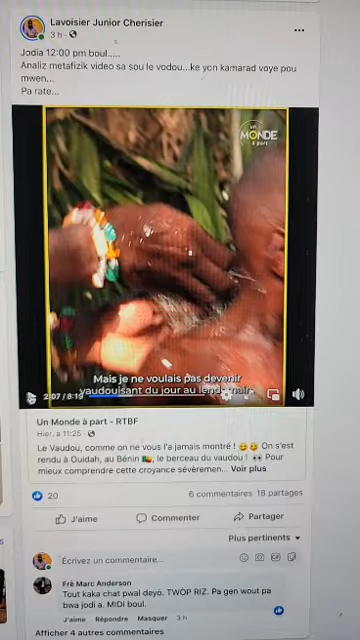 Lavoisier Junior Cherisier
3 h ·
Jodia 12:00 pm boul.....
Analiz metafizik video sa sou le vodou...ke yon kamarad voye pou
mwen...
Pa rate...
UN
MONDE
à part
Mais je ne voulais pas devenir
vaudouisant du jour au lendemain
2:07 / 8:19
Un Monde à part - RTBF
Hier, à 11:25 ·
Le Vaudou, comme on ne vous l'a jamais montré ! On s'est
rendu à Ouidah, au Bénin, le berceau du vaudou ! Pour
mieux comprendre cette croyance sévèremen... Voir plus
20
6 commentaires 18 partages
J'aime
Commenter
Partager
Plus pertinents
Écrivez un commentaire...
Frè Marc Anderson
Tout kaka chat pwal deyò. TWÒP RIZ. Pa gen wout pa
bwa jodi a. MIDI boul.
J'aime Répondre Masquer 3 h
Afficher 4 autres commentaires